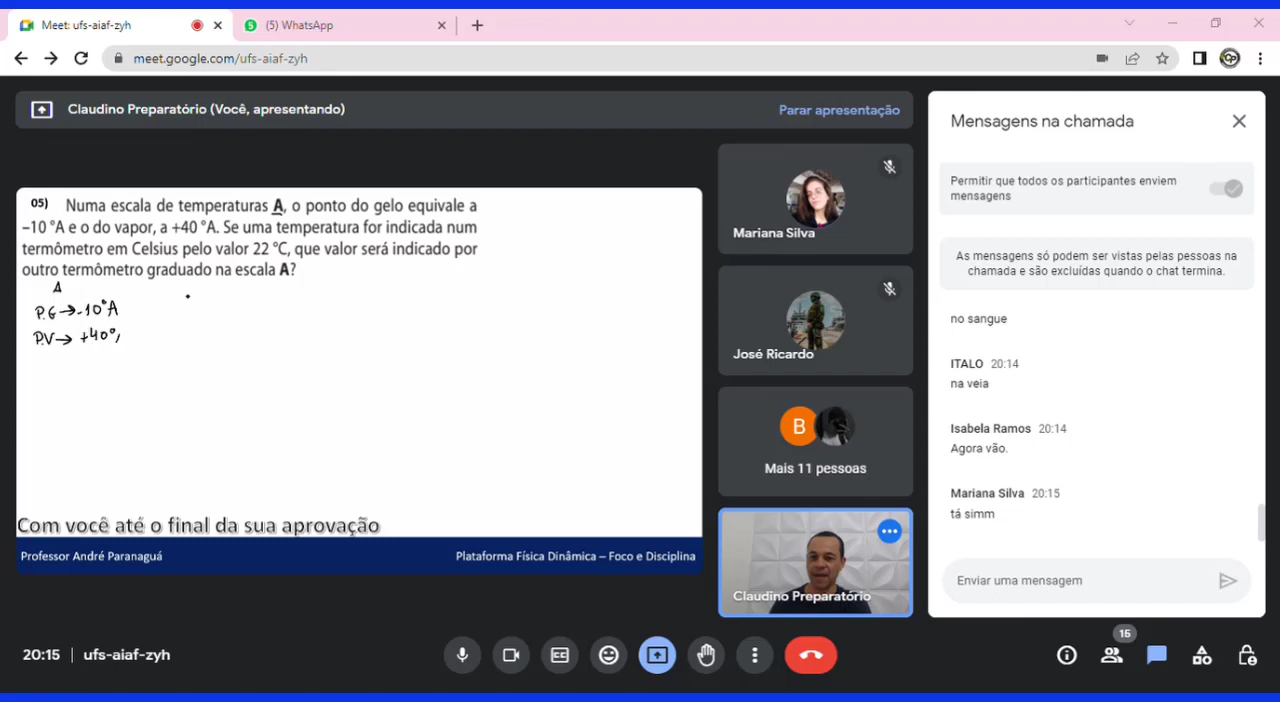 Meet: ufs-aiaf-zyh
(5) WhatsApp
meet.google.com/ufs-aiaf-zyh
Claudino Preparatório (Você, apresentando)
Parar apresentação
05) Numa escala de temperaturas A, o ponto do gelo equivale a
–10 °A e o do vapor, a +40 °A. Se uma temperatura for indicada num
termômetro em Celsius pelo valor 22 °C, que valor será indicado por
outro termômetro graduado na escala A?
A
P.G → -10°A
P.V → +40°
Com você até o final da sua aprovação
Professor André Paranaguá
Plataforma Física Dinâmica – Foco e Disciplina
Mariana Silva
José Ricardo
B
Mais 11 pessoas
Claudino Preparatório
Mensagens na chamada
Permitir que todos os participantes enviem
mensagens
As mensagens só podem ser vistas pelas pessoas na
chamada e são excluídas quando o chat termina.
no sangue
ITALO 20:14
na veia
Isabela Ramos 20:14
Agora vão.
Mariana Silva 20:15
tá simm
Enviar uma mensagem
20:15 | ufs-aiaf-zyh
15